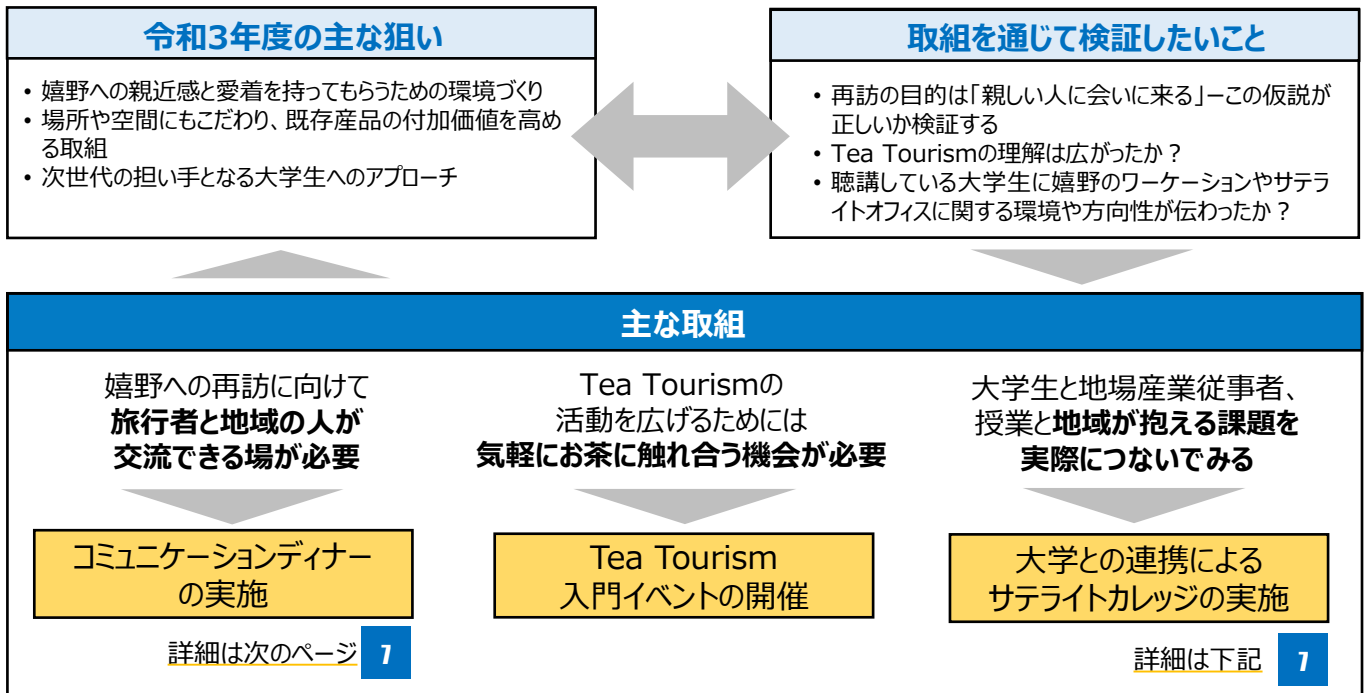 令和3年度の主な狙い
• 嬉野への親近感と愛着を持ってもらうための環境づくり
• 場所や空間にもこだわり、既存産品の付加価値を高め
る取組
• 次世代の担い手となる大学生へのアプローチ
取組を通じて検証したいこと
• 再訪の目的は「親しい人に会いに来る」ーこの仮説が
正しいか検証する
• Tea Tourismの理解は広がったか？
• 聴講している大学生に嬉野のワーケーションやサテラ
イトオフィスに関する環境や方向性が伝わったか？
主な取組
嬉野への再訪に向けて
旅行者と地域の人が
交流できる場が必要
コミュニケーションディナー
の実施
詳細は次のページ 7
Tea Tourismの
活動を広げるためには
気軽にお茶に触れ合う機会が必要
Tea Tourism
入門イベントの開催
大学生と地場産業従事者、
授業と地域が抱える課題を
実際につないでみる
大学との連携による
サテライトカレッジの実施
詳細は下記 7